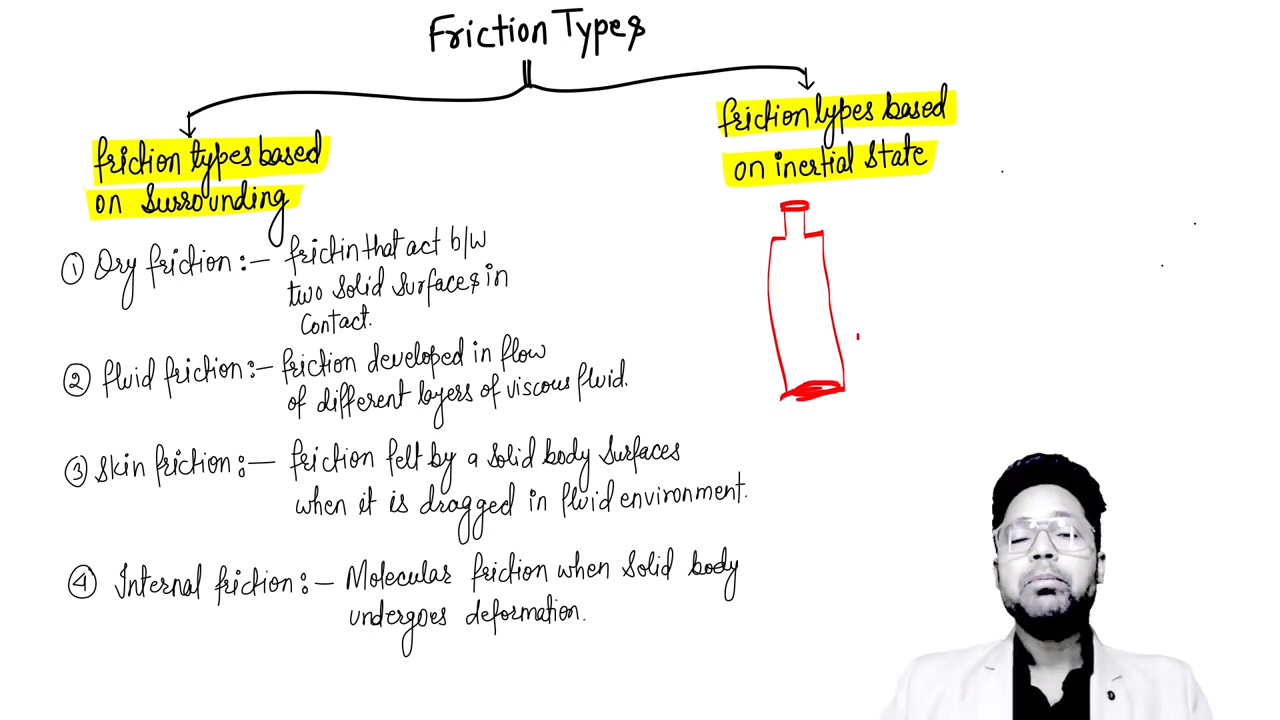 Friction Types
friction types based
on Surrounding
① Dry friction :— frictin that act b/w
two Solid Surfaces in
Contact.
② fluid friction :— friction developed in flow
of different layers of viscous fluid.
③ Skin friction :— friction felt by a solid body Surfaces
when it is dragged in fluid environment.
④ Internal friction :— Molecular friction when Solid body
undergoes deformation.
friction types based
on inertial State